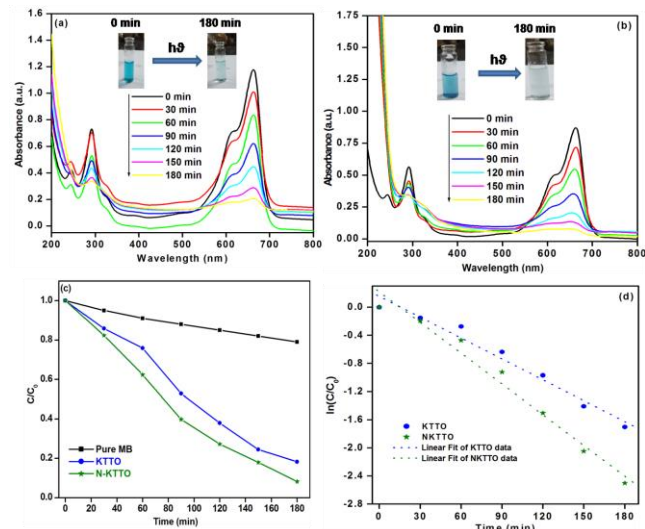 (a)
0 min
180 min
hϑ
0 min
30 min
60 min
90 min
120 min
150 min
180 min
Absorbance (a.u.)
1.6
1.4
1.2
1.0
0.8
0.6
0.4
0.2
0.0
200 300 400 500 600 700 800
Wavelength (nm)
(b)
0 min
180 min
hϑ
0 min
30 min
60 min
90 min
120 min
150 min
180 min
Absorbance (a.u.)
1.75
1.50
1.25
1.00
0.75
0.50
0.25
0.00
200 300 400 500 600 700 800
Wavelength (nm)
(c)
C/C₀
1.0
0.8
0.6
0.4
0.2
0.0
Pure MB
KTTO
N-KTTO
0 20 40 60 80 100 120 140 160 180
Time (min)
(d)
ln(C/C₀)
0.0
-0.4
-0.8
-1.2
-1.6
-2.0
-2.4
-2.8
KTTO
NKTTO
Linear Fit of KTTO data
Linear Fit of NKTTO data
0 30 60 90 120 150 180
Time (min)